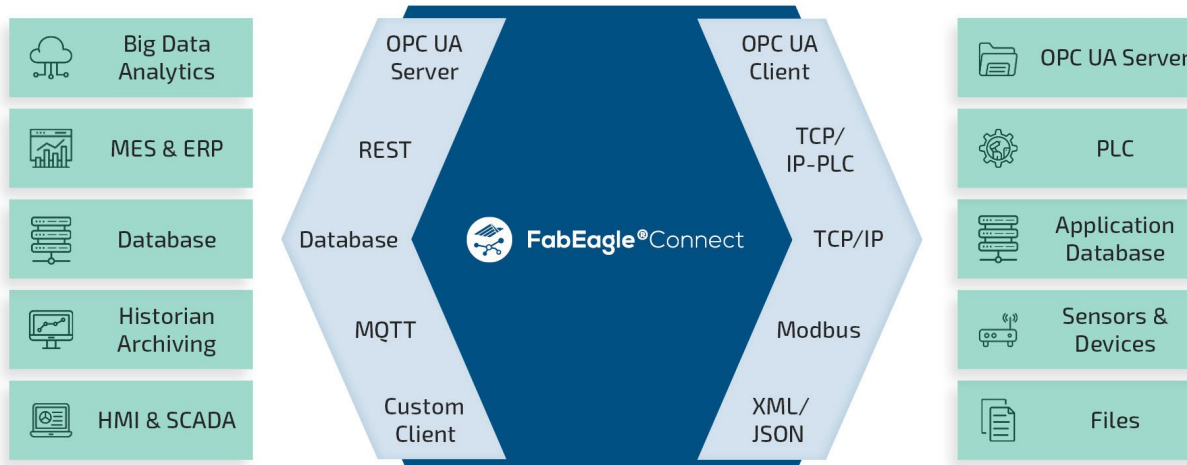 Big Data
Analytics
MES & ERP
Database
Historian
Archiving
HMI & SCADA
OPC UA
Server
REST
Database
MQTT
Custom
Client
FabEagle®Connect
OPC UA
Client
TCP/
IP-PLC
TCP/IP
Modbus
XML/
JSON
OPC UA Server
PLC
Application
Database
Sensors &
Devices
Files